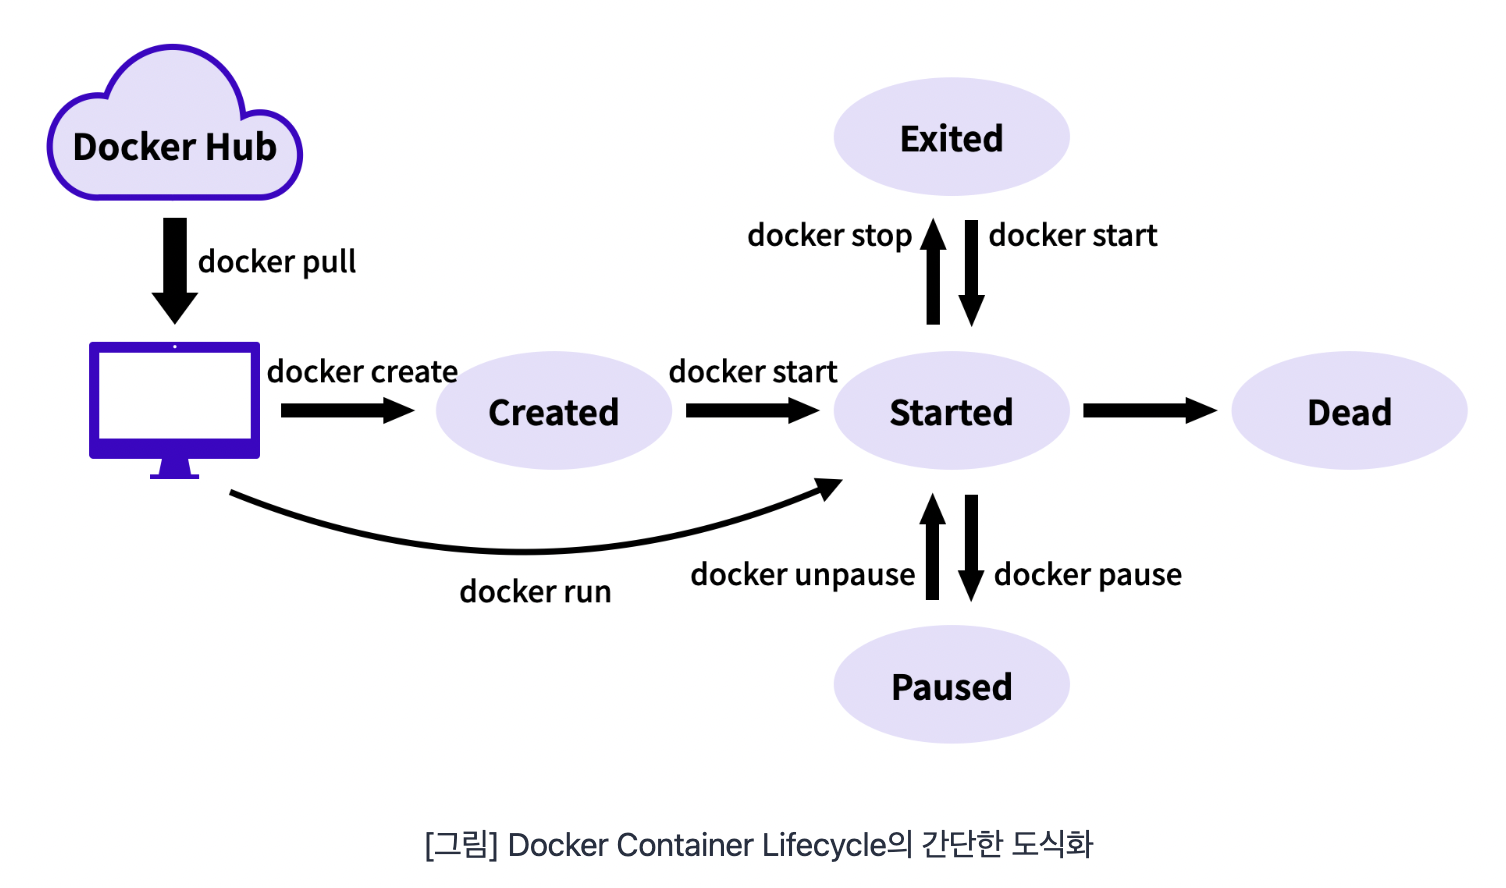 Docker Hub
docker pull
docker create
Created
docker start
Started
Dead
docker run
Exited
docker stop
docker start
docker unpause
docker pause
Paused
[그림] Docker Container Lifecycle의 간단한 도식화